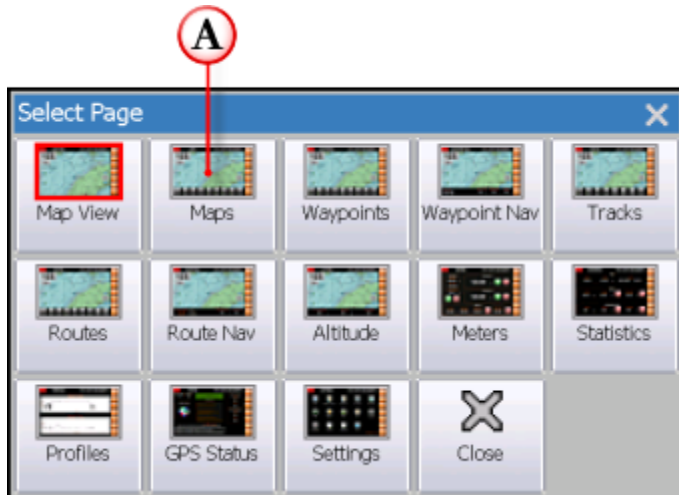 A
Select Page
Map View Maps Waypoints Waypoint Nav Tracks
Routes Route Nav Altitude Meters Statistics
Profiles GPS Status Settings Close